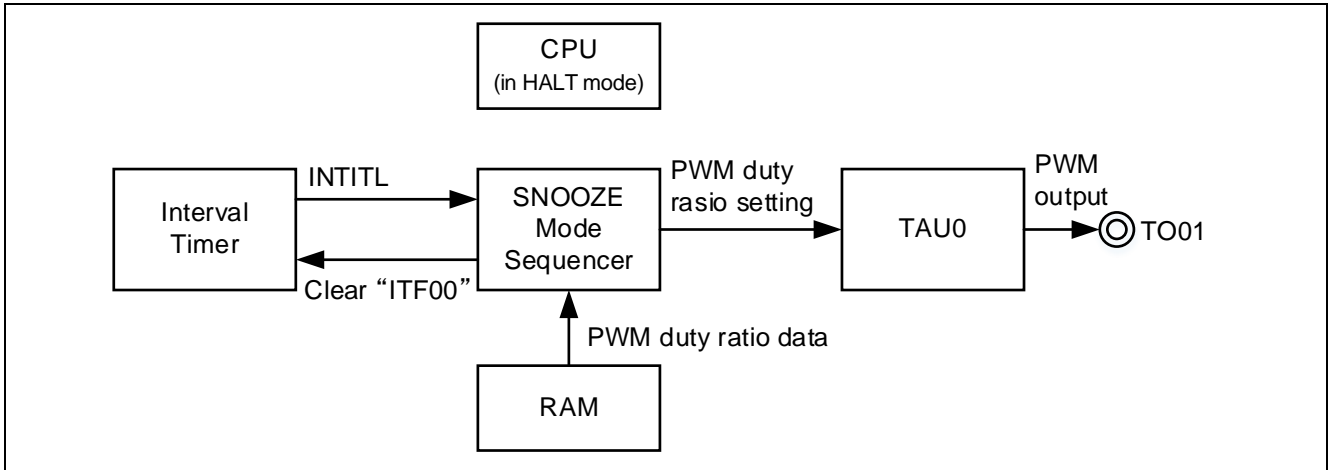 CPU
(in HALT mode)
INTITL
Interval
Timer
Clear “ITF00”
SNOOZE
Mode
Sequencer
PWM duty
rasio setting
TAU0
PWM
output
TO01
PWM duty ratio data
RAM